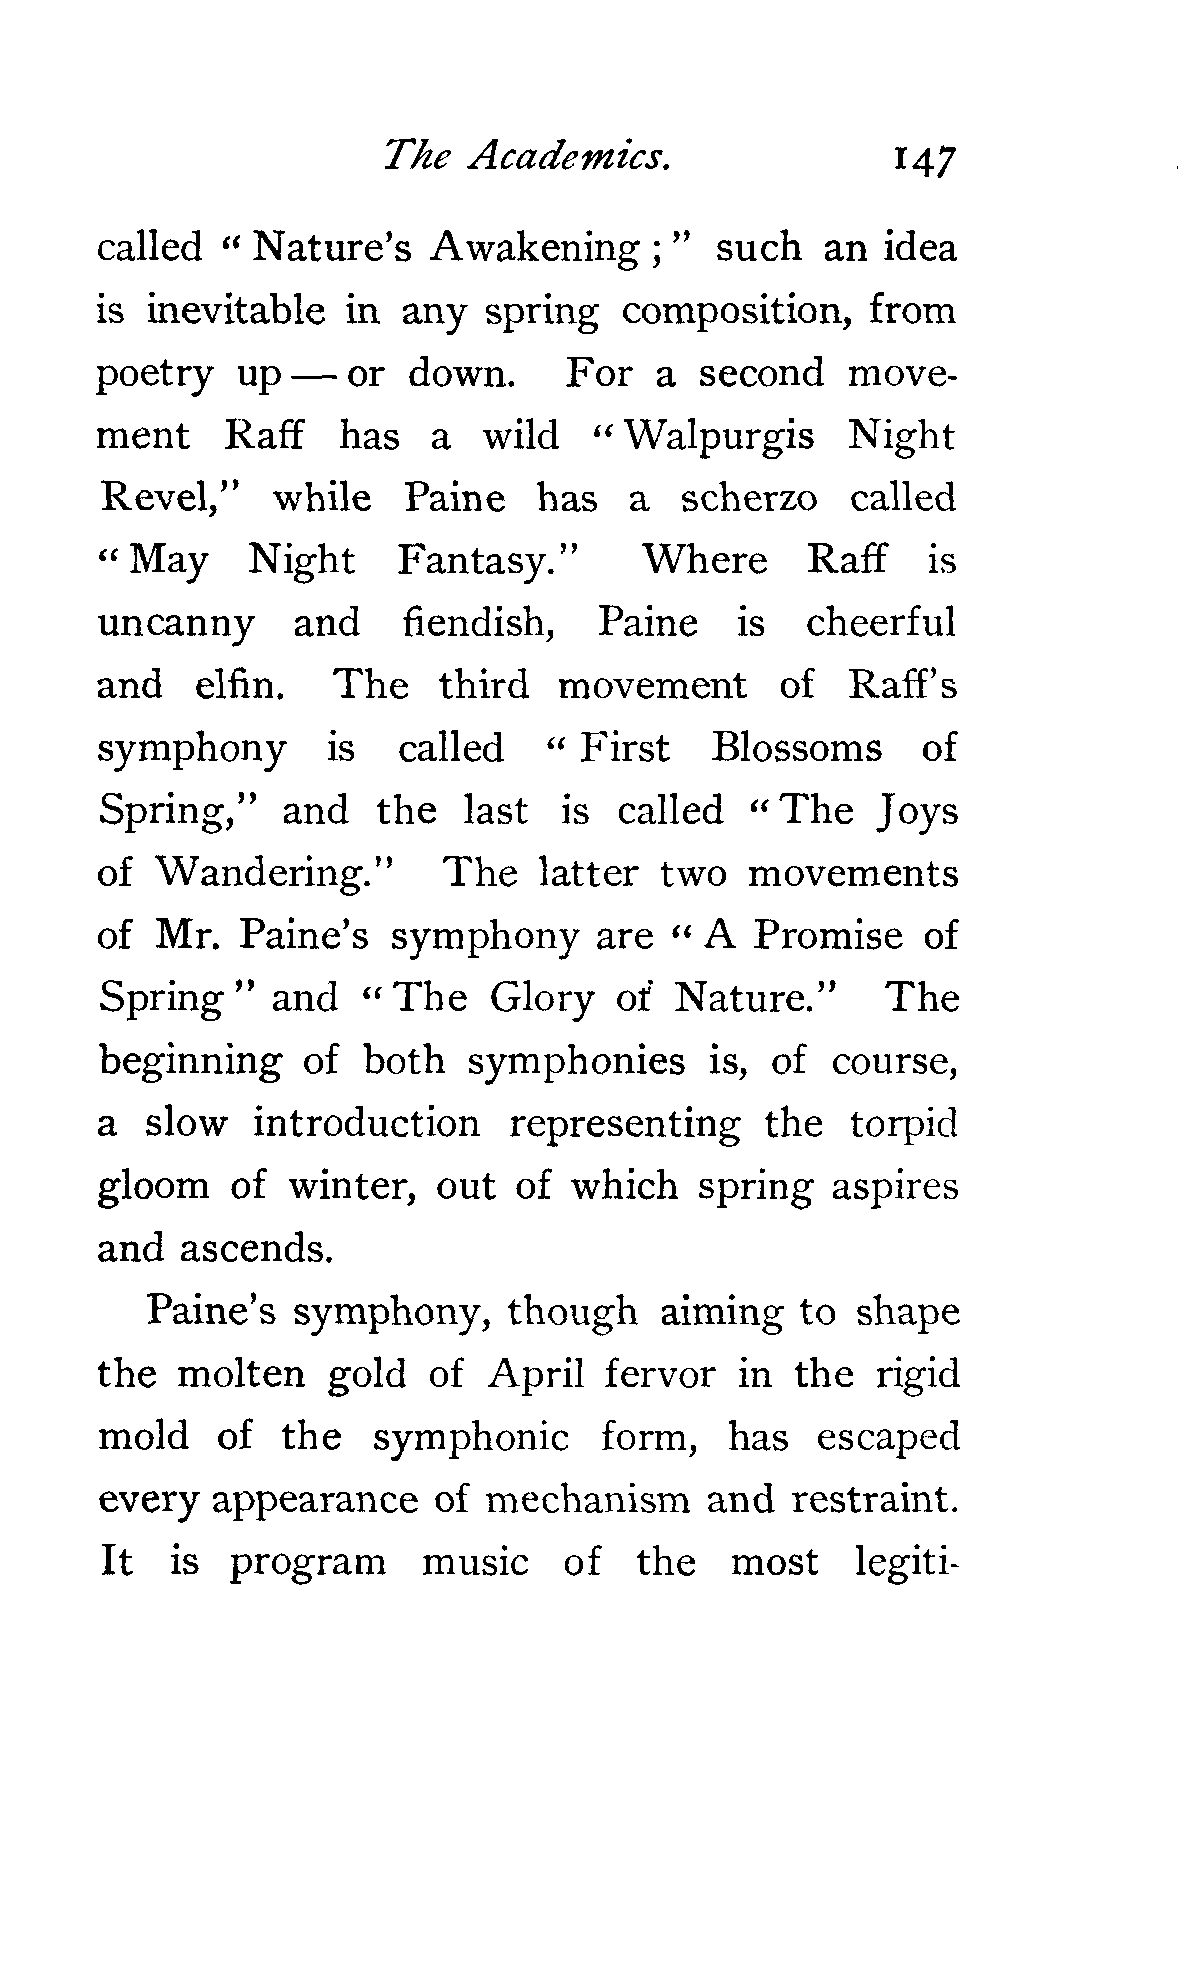 The Academics. 147
called “ Nature’s Awakening ; ” such an idea
is inevitable in any spring composition, from
poetry up — or down. For a second move-
ment Raff has a wild “ Walpurgis Night
Revel,” while Paine has a scherzo called
“ May Night Fantasy.” Where Raff is
uncanny and fiendish, Paine is cheerful
and elfin. The third movement of Raff’s
symphony is called “ First Blossoms of
Spring,” and the last is called “ The Joys
of Wandering.” The latter two movements
of Mr. Paine’s symphony are “ A Promise of
Spring ” and “ The Glory of Nature.” The
beginning of both symphonies is, of course,
a slow introduction representing the torpid
gloom of winter, out of which spring aspires
and ascends.
Paine’s symphony, though aiming to shape
the molten gold of April fervor in the rigid
mold of the symphonic form, has escaped
every appearance of mechanism and restraint.
It is program music of the most legiti-